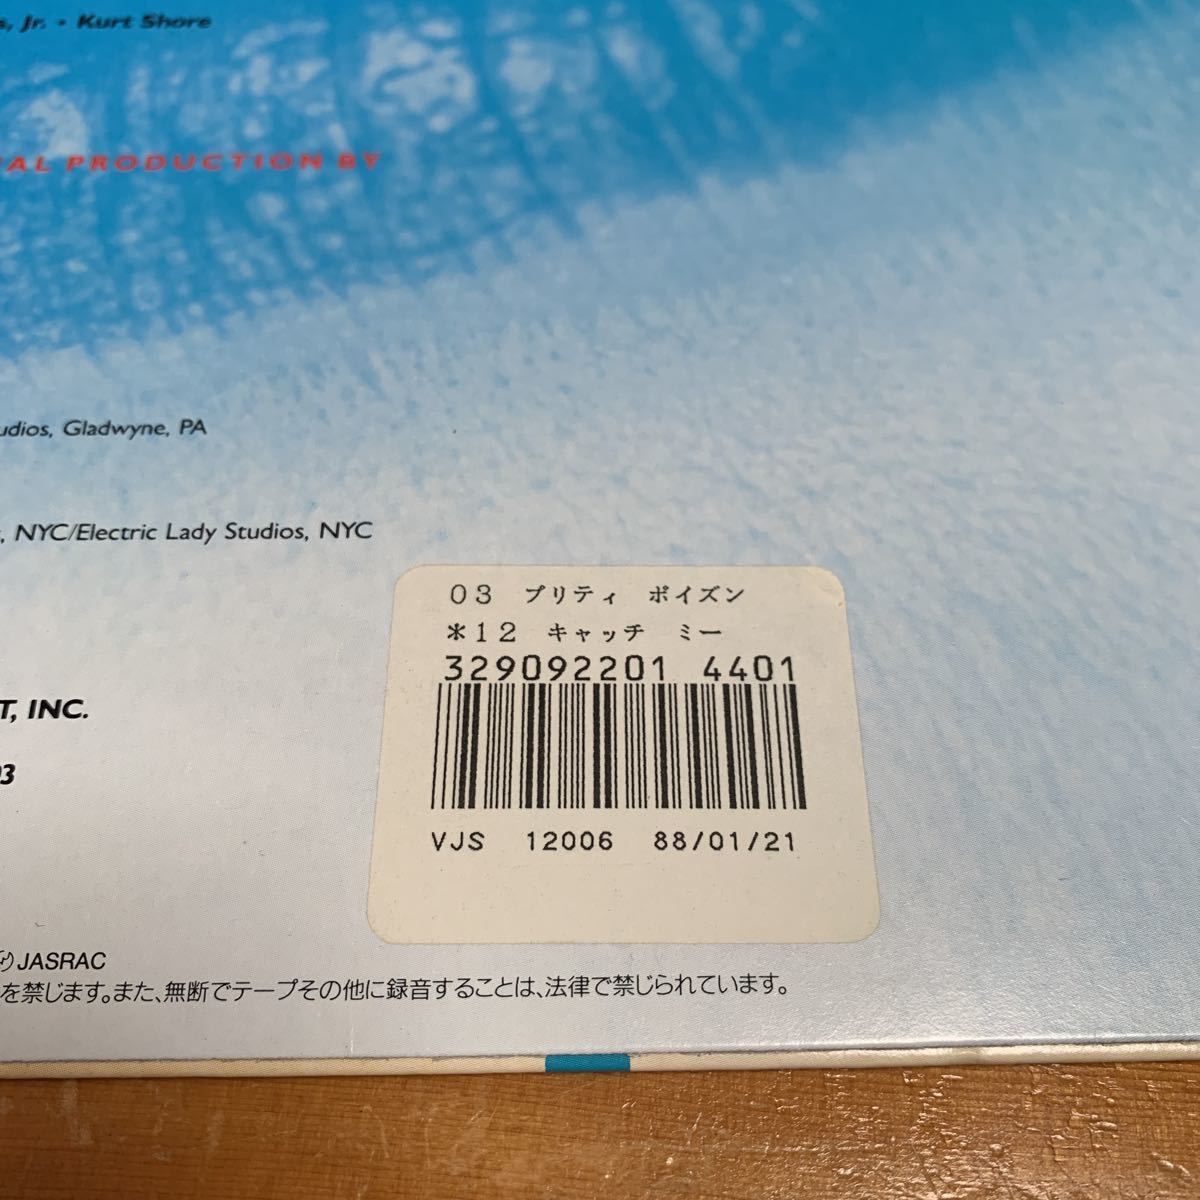 Jr. • Kurt Shore
PRODUCTION BY
Gladwyne, PA
NYC/Electric Lady Studios, NYC
03 プリティ ポイズン
*12 キャッチ ミー
329092201 4401
VJS 12006 88/01/21
INC.
JASRAC
を禁じます。また、無断でテープその他に録音することは、法律で禁じられています。